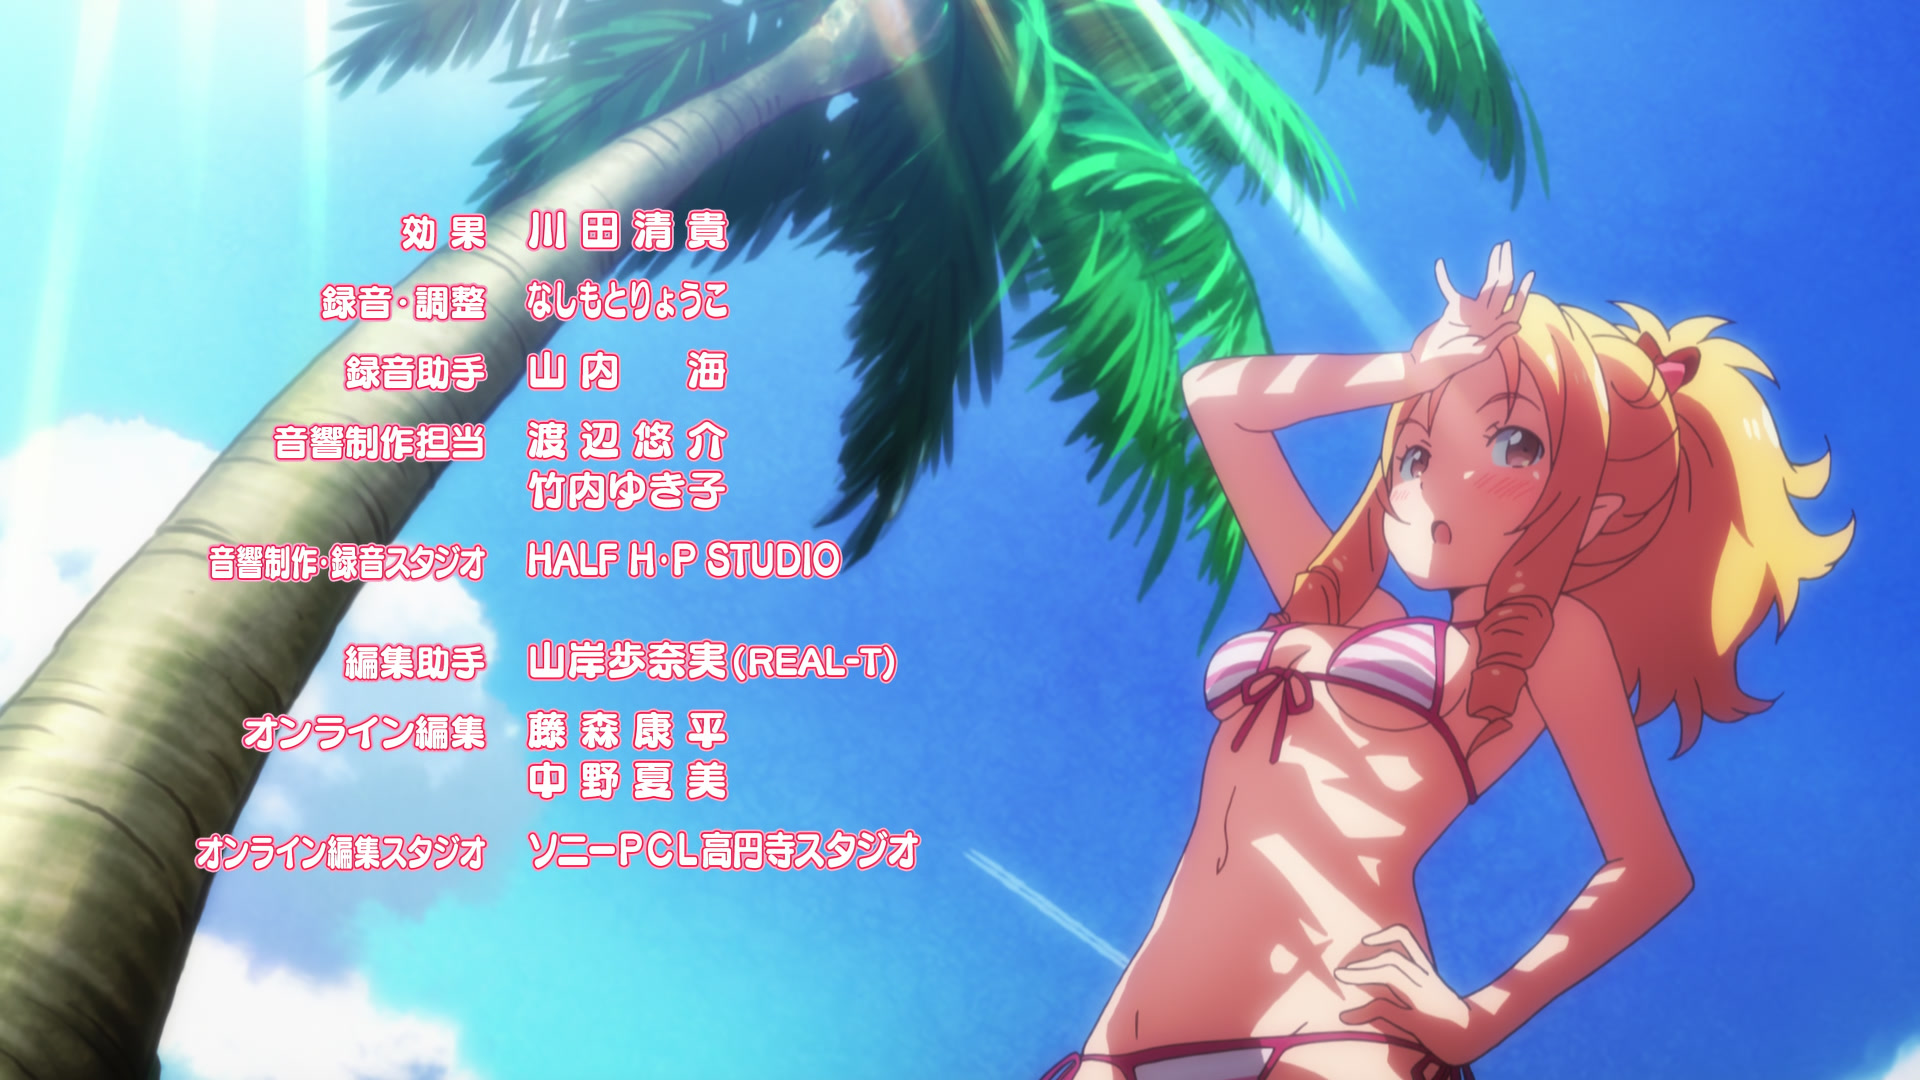 効果 川田清貴
録音・調整 なしもとりょうこ
録音助手 山内 海
音響制作担当 渡辺悠介
竹内ゆき子
音響制作・録音スタジオ HALF H・P STUDIO
編集助手 山岸歩奈実(REAL-T)
オンライン編集 藤森康平
中野夏美
オンライン編集スタジオ ソニーPCL高円寺スタジオ